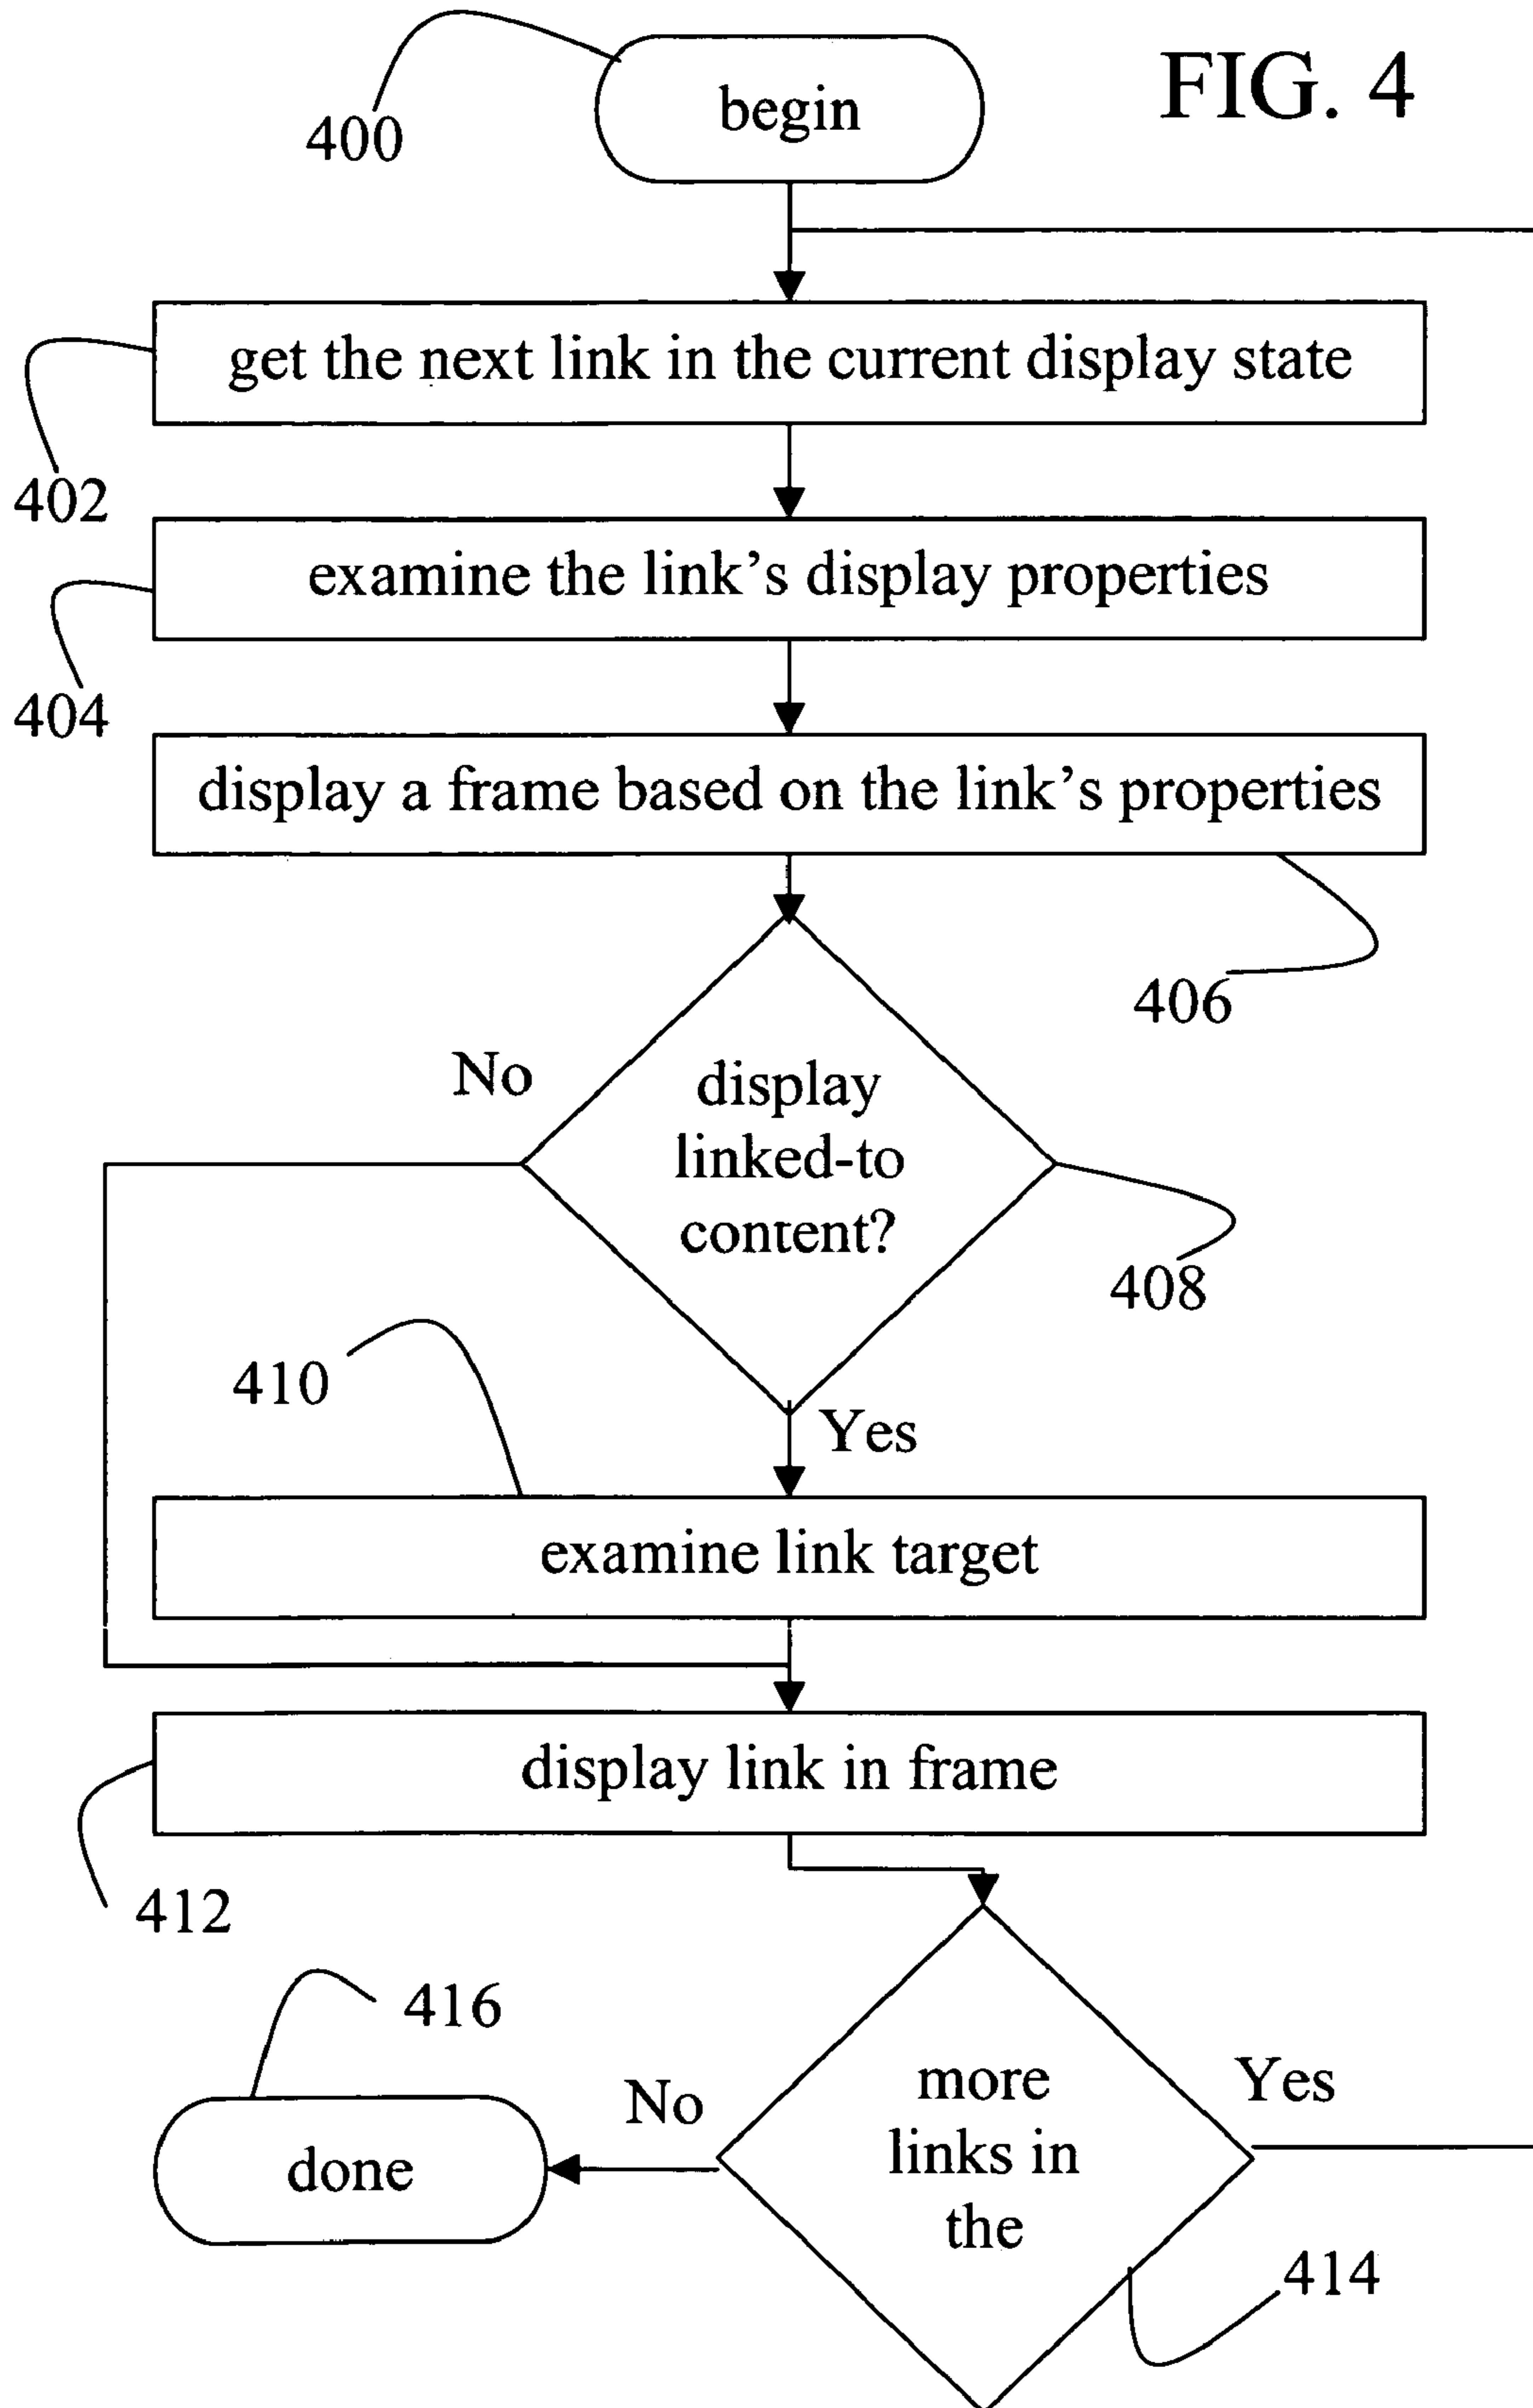 FIG. 4
400
begin
get the next link in the current display state
402
examine the link's display properties
404
display a frame based on the link's properties
406
No
display
linked-to
content?
408
410
Yes
examine link target
display link in frame
412
416
more
links in
the
Yes
No
done
414